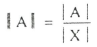 ‖ A ‖ = | A | / | X |